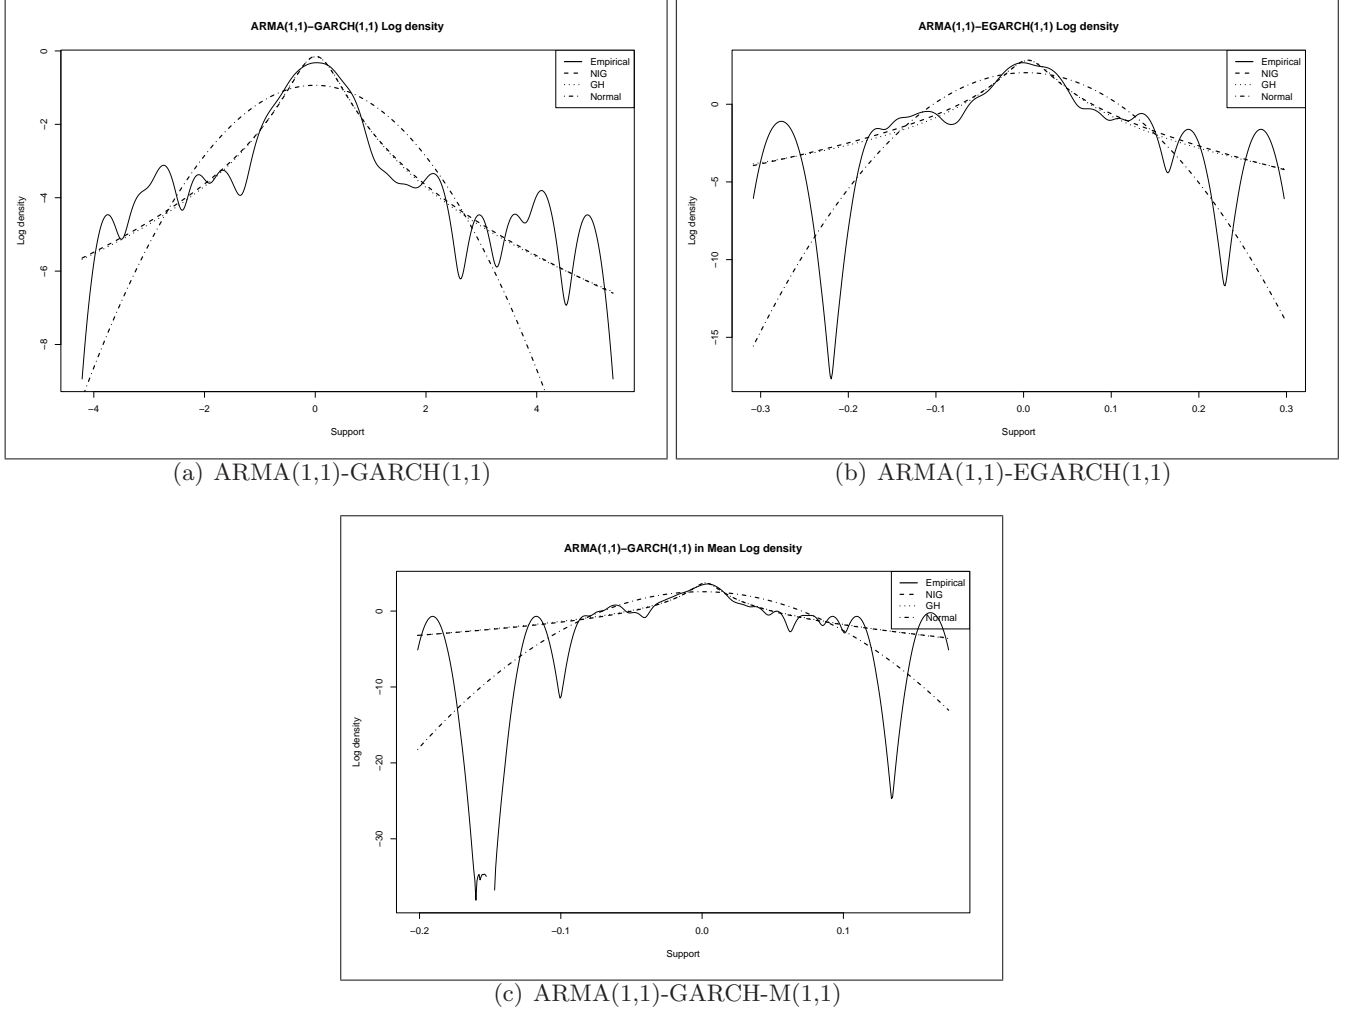 ARMA(1,1)−GARCH(1,1) Log density
Empirical
NIG
GH
Normal
0
−2
−4
−6
−8
Log density
−4
−2
0
2
4
Support
(a) ARMA(1,1)-GARCH(1,1)
ARMA(1,1)−EGARCH(1,1) Log density
Empirical
NIG
GH
Normal
0
−5
−10
−15
Log density
−0.3
−0.2
−0.1
0.0
0.1
0.2
0.3
Support
(b) ARMA(1,1)-EGARCH(1,1)
ARMA(1,1)−GARCH(1,1) in Mean Log density
Empirical
NIG
GH
Normal
0
−10
−20
−30
Log density
−0.2
−0.1
0.0
0.1
Support
(c) ARMA(1,1)-GARCH-M(1,1)